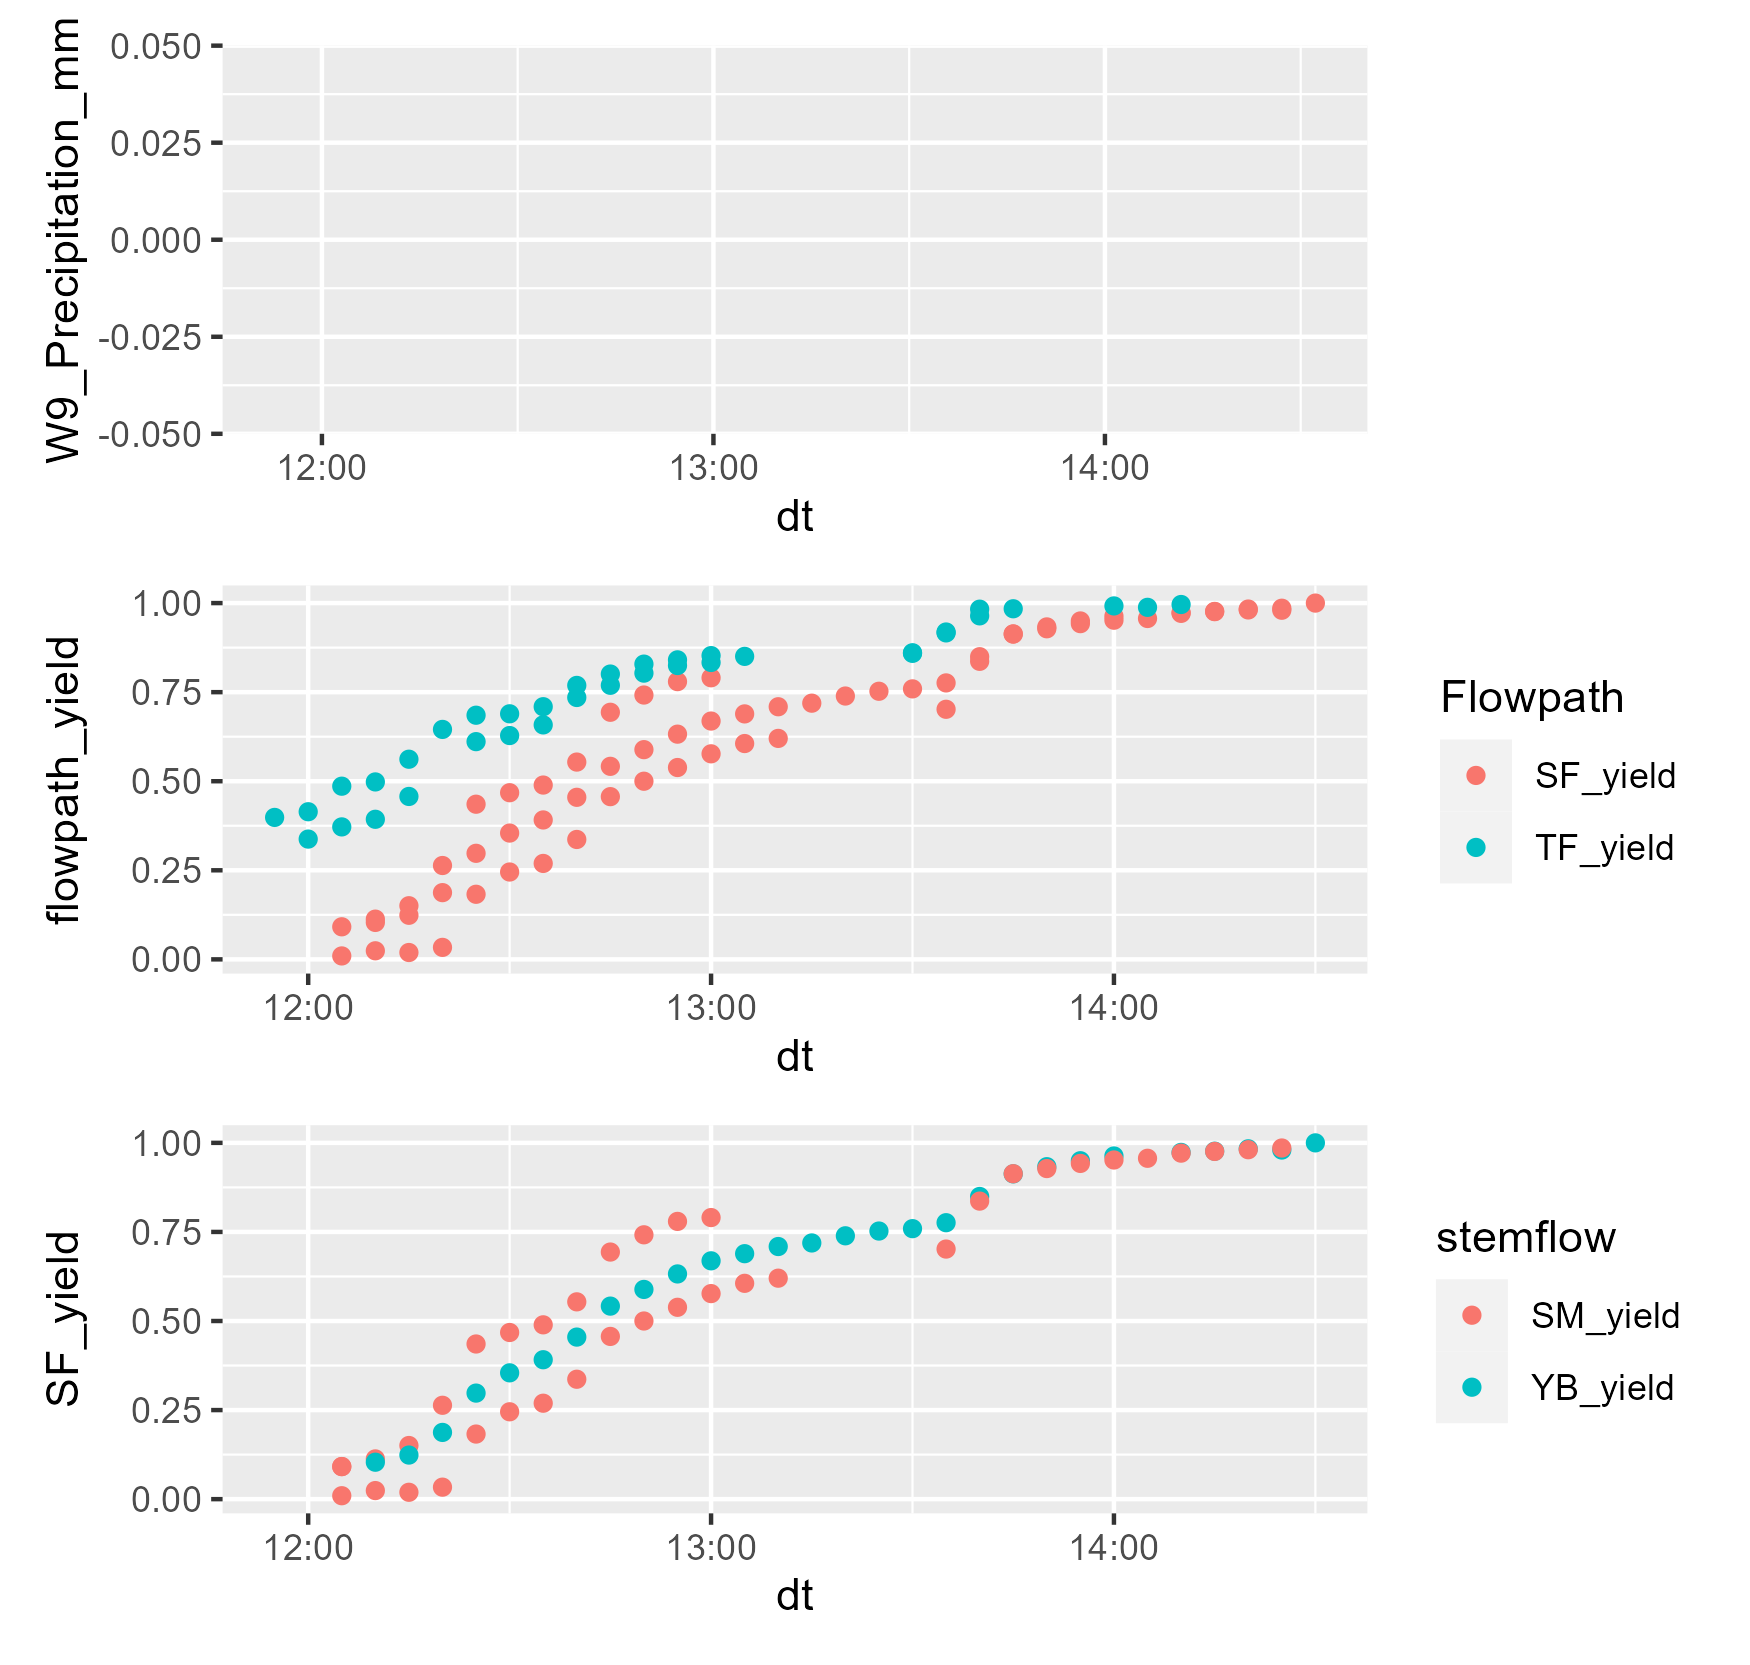 W9_Precipitation_mm
0.050
0.025
0.000
-0.025
-0.050
12:00 13:00 14:00
dt
flowpath_yield
1.00
0.75
0.50
0.25
0.00
12:00 13:00 14:00
dt
Flowpath
SF_yield
TF_yield
SF_yield
1.00
0.75
0.50
0.25
0.00
12:00 13:00 14:00
dt
stemflow
SM_yield
YB_yield